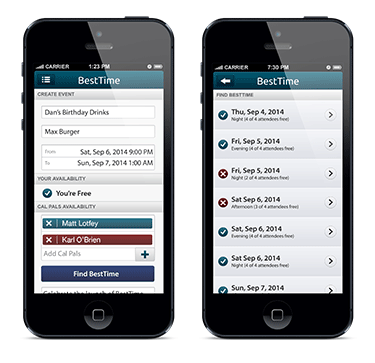 CARRIER 1:23 PM
BestTime
CREATE EVENT
Dan's Birthday Drinks
Max Burger
From Sat, Sep 6, 2014 9:00 PM
To Sun, Sep 7, 2014 1:00 AM
YOUR AVAILABILITY
You're Free
CAL PALS AVAILABILITY
Matt Lotfey
Karl O'Brien
Add Cal Pals
Find BestTime
Celebrate the launch of BestTime
CARRIER 7:30 PM
BestTime
FIND BESTTIME
Thu, Sep 4, 2014
Night (4 of 4 attendees free)
Fri, Sep 5, 2014
Evening (4 of 4 attendees free)
Fri, Sep 5, 2014
Night (2 of 4 attendees free)
Sat, Sep 6, 2014
Afternoon (3 of 4 attendees free)
Sat, Sep 6, 2014
Evening (4 of 4 attendees free)
Sat, Sep 6, 2014
Night (4 of 4 attendees free)
Sun, Sep 7, 2014